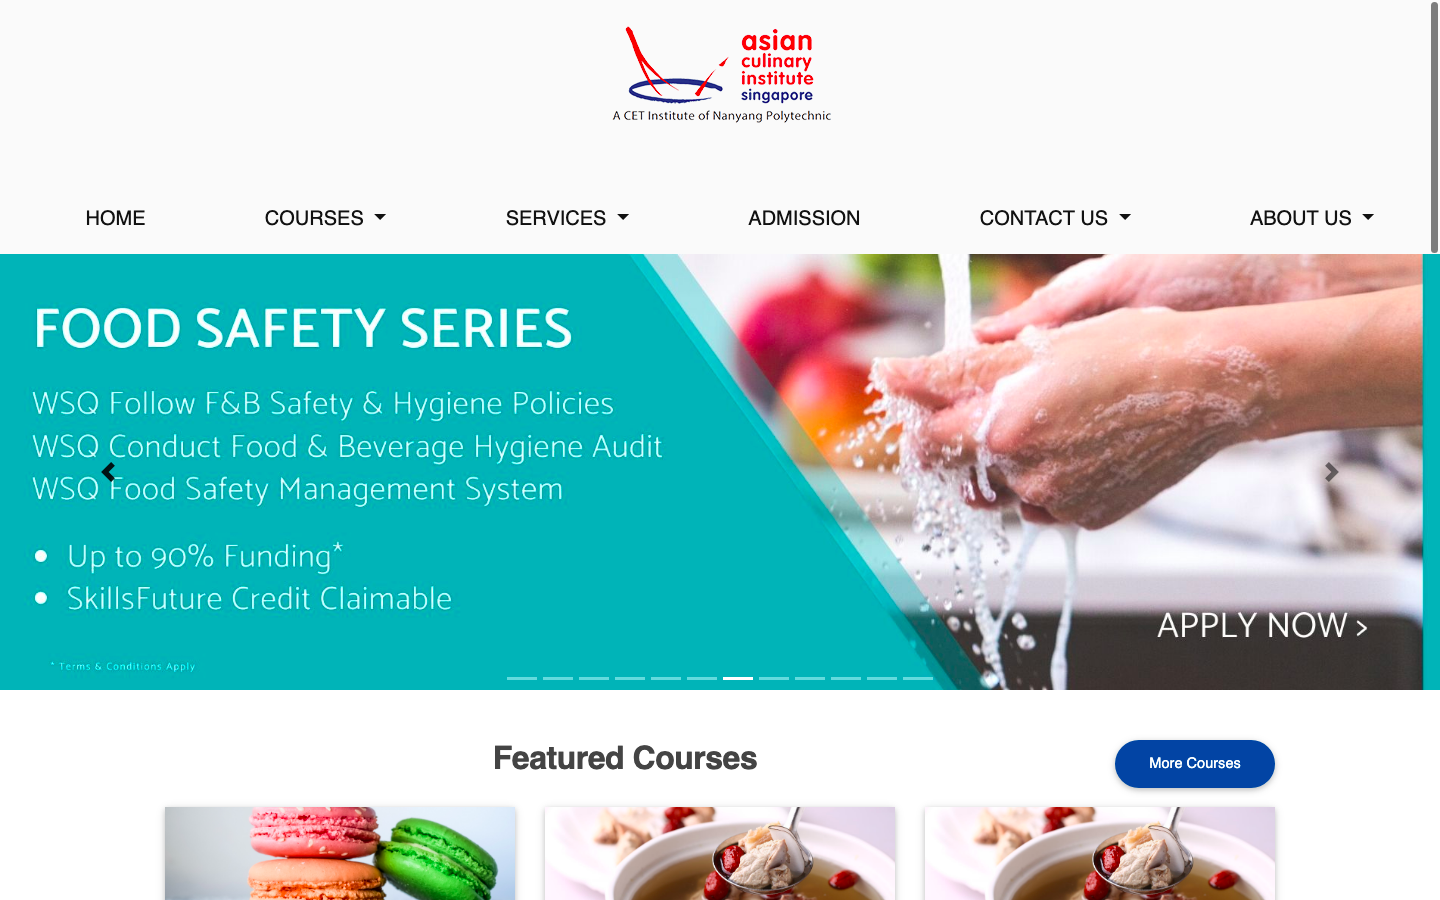 asian
culinary
institute
singapore
A CET Institute of Nanyang Polytechnic
HOME
COURSES
SERVICES
ADMISSION
CONTACT US
ABOUT US
FOOD SAFETY SERIES
WSQ Follow F&B Safety & Hygiene Policies
WSQ Conduct Food & Beverage Hygiene Audit
WSQ Food Safety Management System
• Up to 90% Funding*
• SkillsFuture Credit Claimable
* Terms & Conditions Apply
APPLY NOW >
Featured Courses
More Courses